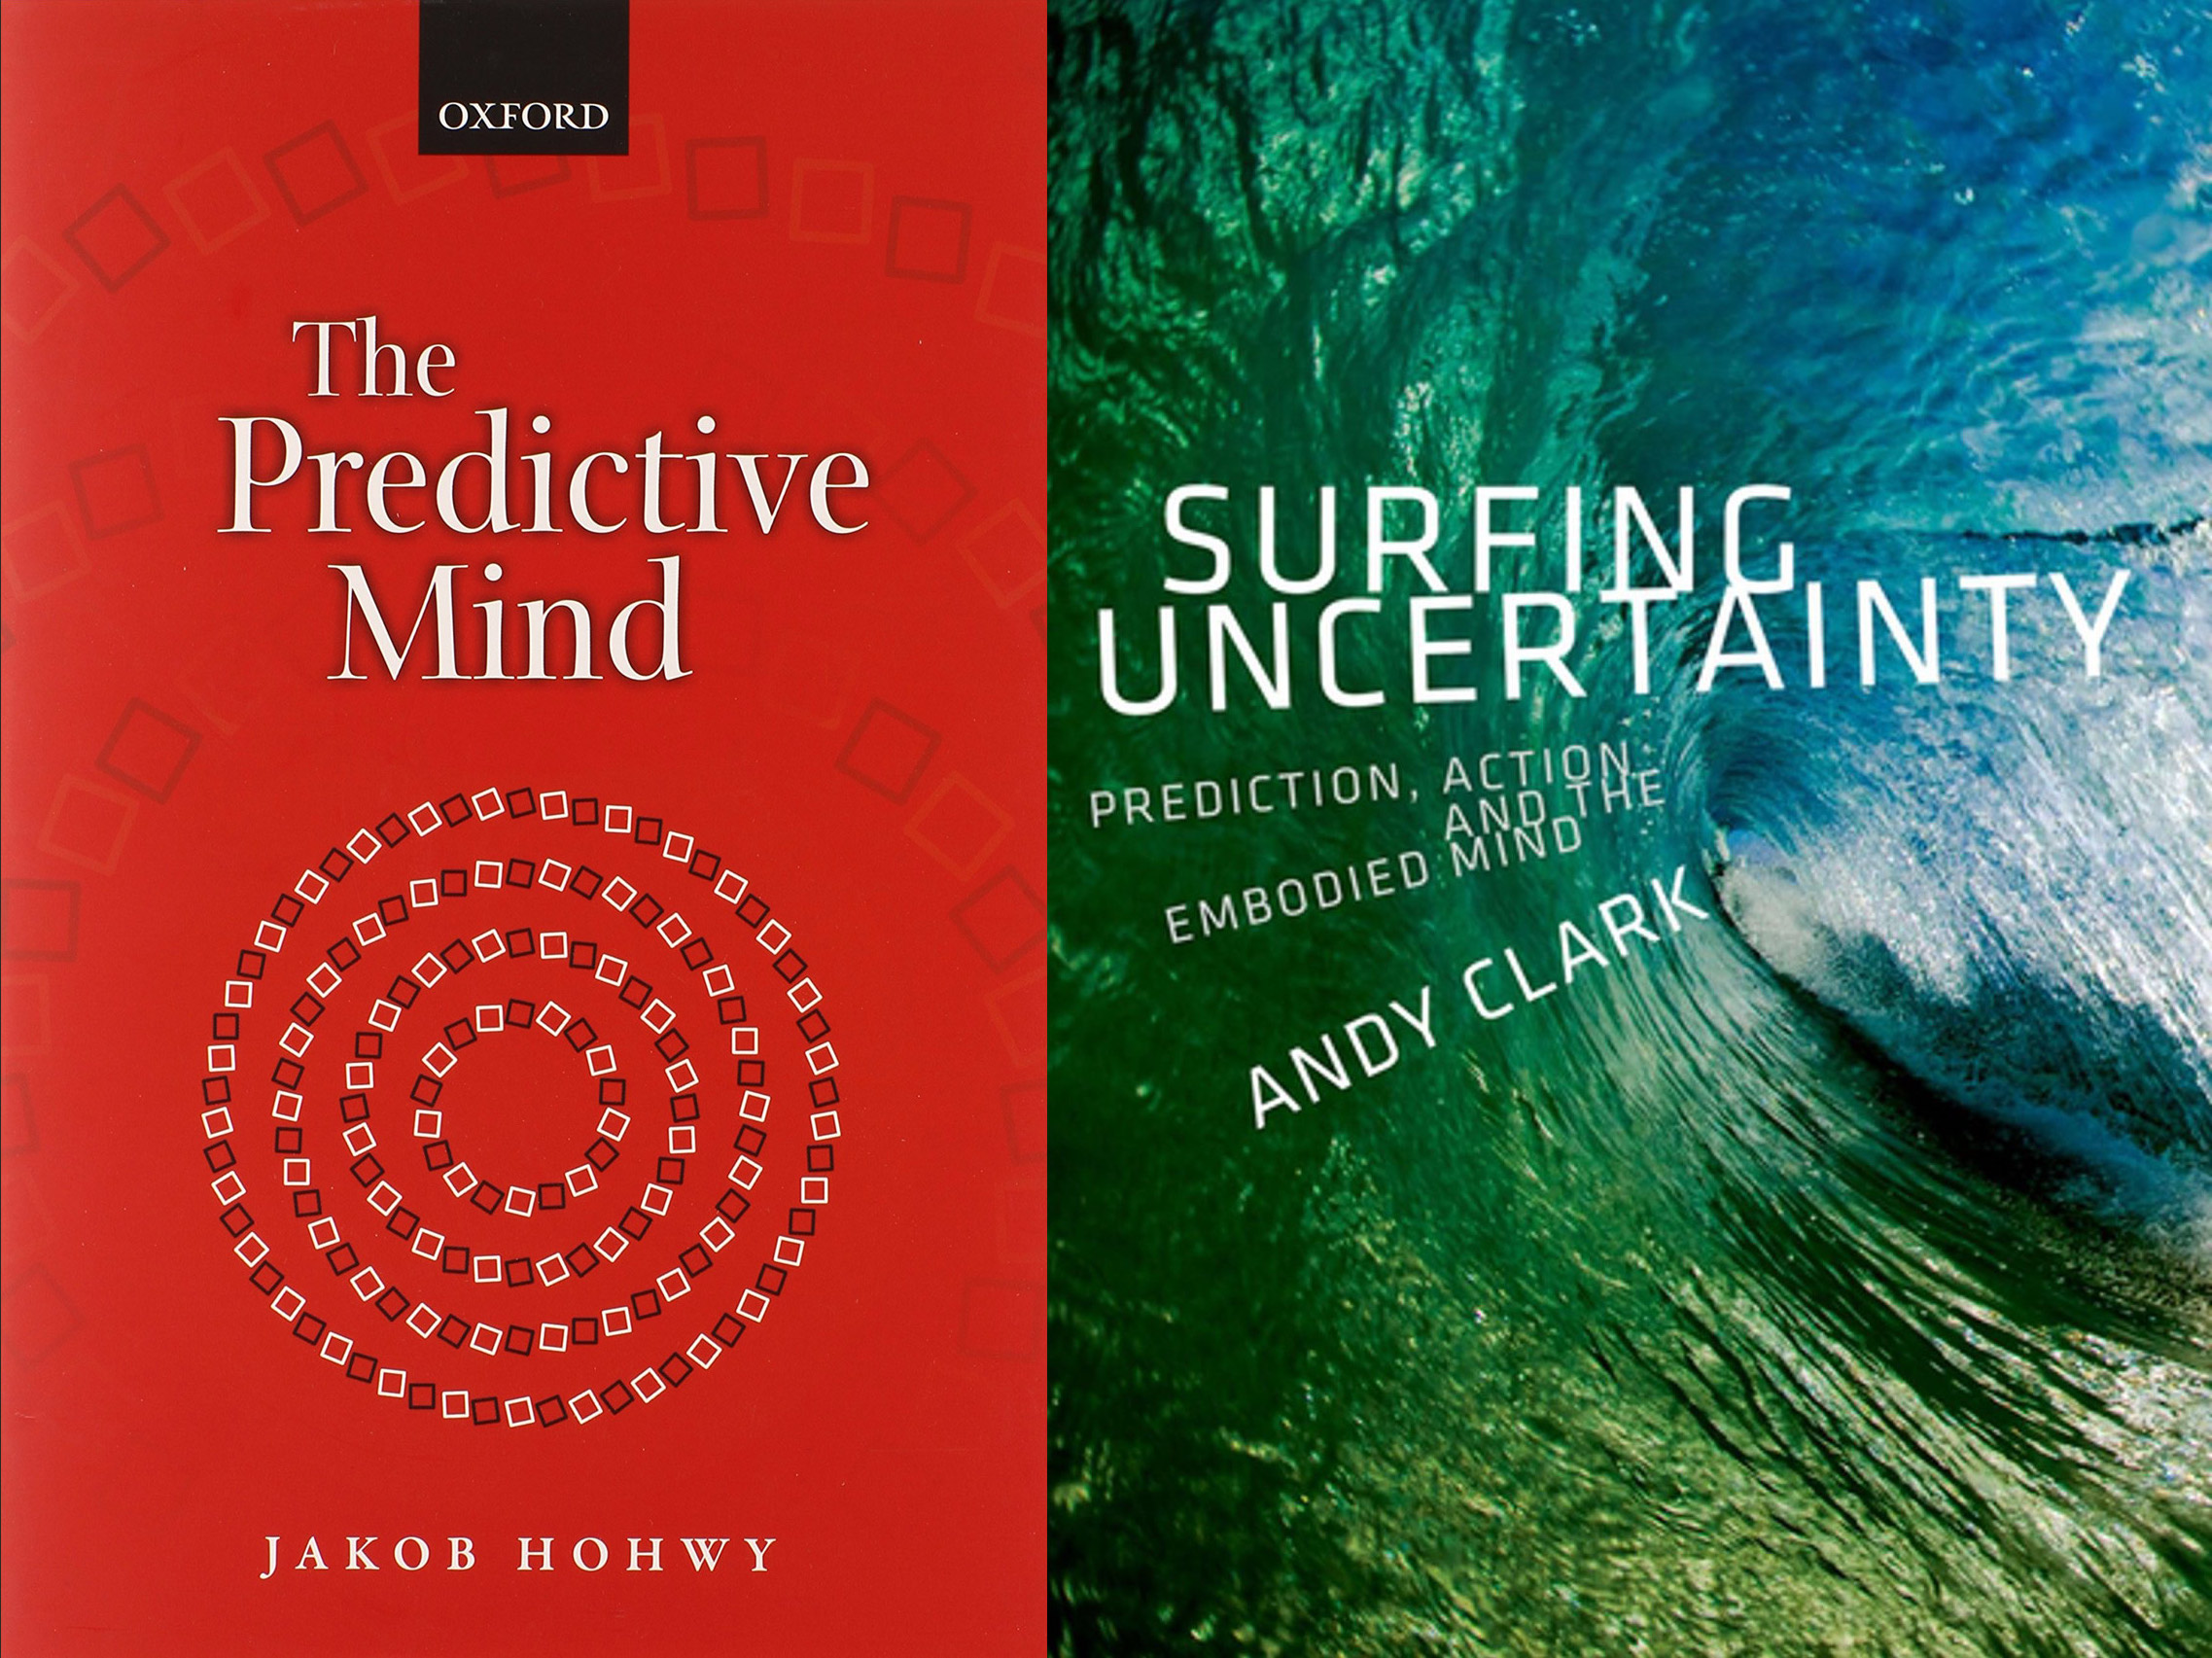 OXFORD
The
Predictive
Mind
JAKOB HOHWY
SURFING
UNCERTAINTY
PREDICTION, ACTION,
AND THE
EMBODIED MIND
ANDY CLARK